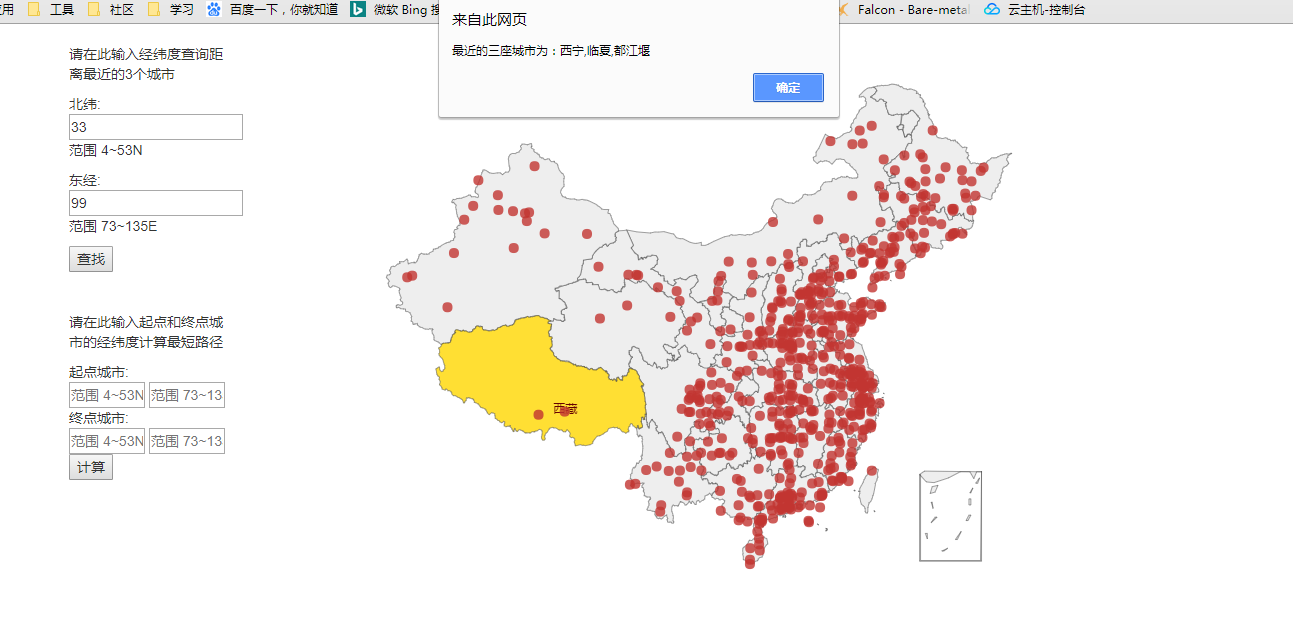 应用 工具 社区 学习 百度一下，你就知道 微软 Bing 搜 Falcon - Bare-metal 云主机-控制台
来自此网页
最近的三座城市为：西宁,临夏,都江堰
确定
请在此输入经纬度查询距
离最近的3个城市
北纬:
33
范围 4~53N
东经:
99
范围 73~135E
查找
请在此输入起点和终点城
市的经纬度计算最短路径
起点城市:
范围 4~53N 范围 73~13
终点城市:
范围 4~53N 范围 73~13
计算
西藏